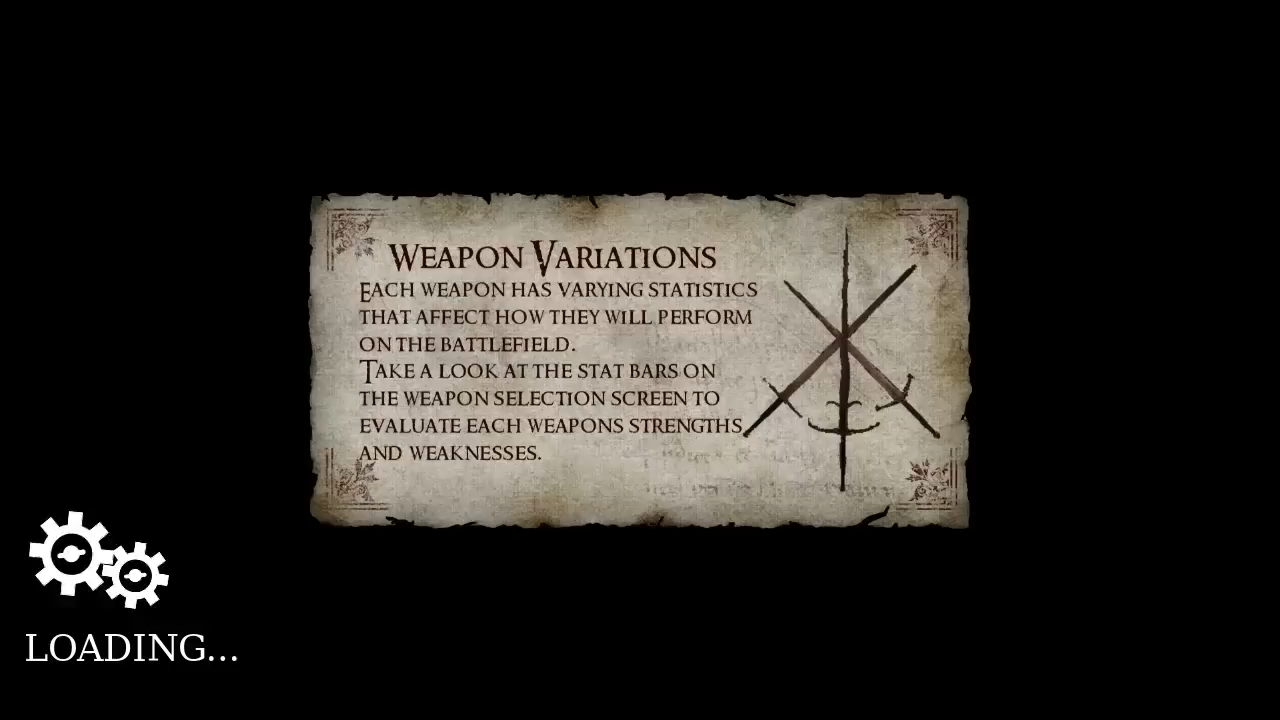 WEAPON VARIATIONS
EACH WEAPON HAS VARYING STATISTICS
THAT AFFECT HOW THEY WILL PERFORM
ON THE BATTLEFIELD.
TAKE A LOOK AT THE STAT BARS ON
THE WEAPON SELECTION SCREEN TO
EVALUATE EACH WEAPONS STRENGTHS
AND WEAKNESSES.
LOADING...